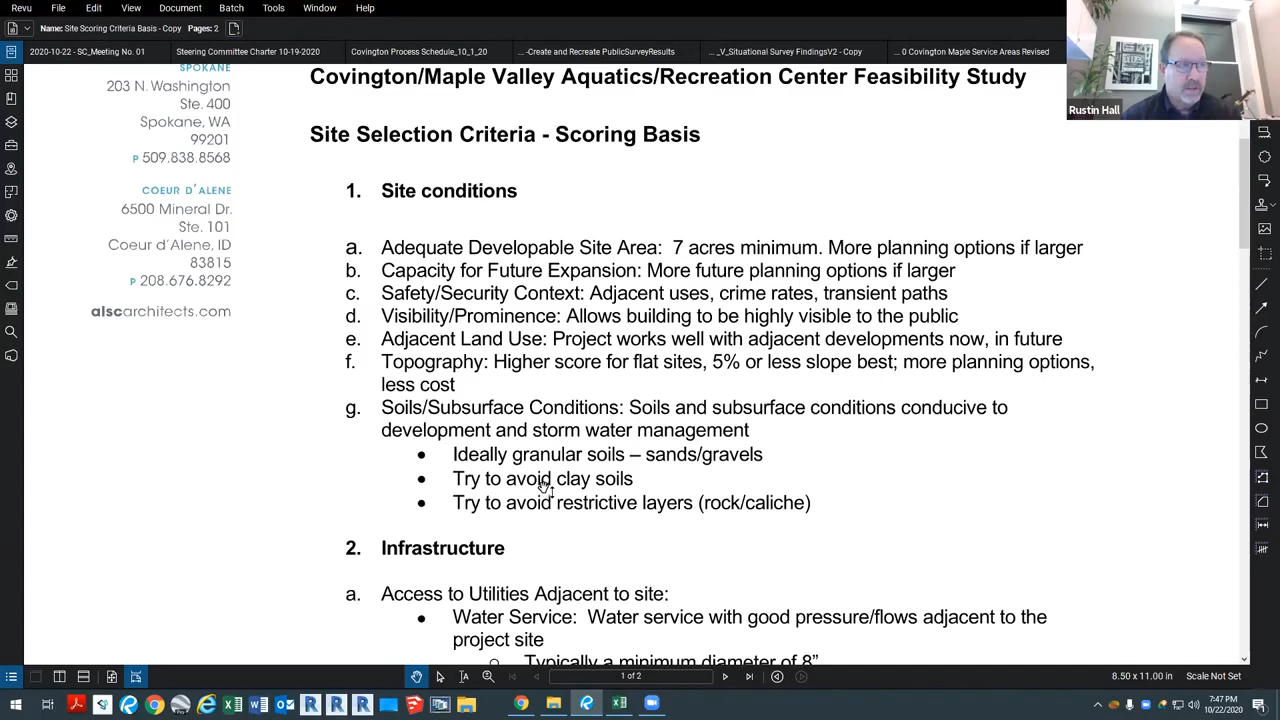 Revu File Edit View Document Batch Tools Window Help
Name: Site Scoring Criteria Basis - Copy Pages: 2
2020-10-22 - SC_Meeting No. 01
Steering Committee Charter 10-19-2020
Covington Process Schedule_10_1_20
... -Create and Recreate PublicSurveyResults
... _V_Situational Survey FindingsV2 - Copy
... 0 Covington Maple Service Areas Revised
Rustin Hall
SPOKANE
203 N. Washington
Ste. 400
Spokane, WA
99201
P 509.838.8568
COEUR D'ALENE
6500 Mineral Dr.
Ste. 101
Coeur d'Alene, ID
83815
P 208.676.8292
alscarchitects.com
Covington/Maple Valley Aquatics/Recreation Center Feasibility Study
Site Selection Criteria - Scoring Basis
1. Site conditions
a. Adequate Developable Site Area: 7 acres minimum. More planning options if larger
b. Capacity for Future Expansion: More future planning options if larger
c. Safety/Security Context: Adjacent uses, crime rates, transient paths
d. Visibility/Prominence: Allows building to be highly visible to the public
e. Adjacent Land Use: Project works well with adjacent developments now, in future
f. Topography: Higher score for flat sites, 5% or less slope best; more planning options,
less cost
g. Soils/Subsurface Conditions: Soils and subsurface conditions conducive to
development and storm water management
• Ideally granular soils – sands/gravels
• Try to avoid clay soils
• Try to avoid restrictive layers (rock/caliche)
2. Infrastructure
a. Access to Utilities Adjacent to site:
• Water Service: Water service with good pressure/flows adjacent to the
project site
o Typically a minimum diameter of 8"
1 of 2
8.50 x 11.00 in
Scale Not Set
7:47 PM
10/22/2020